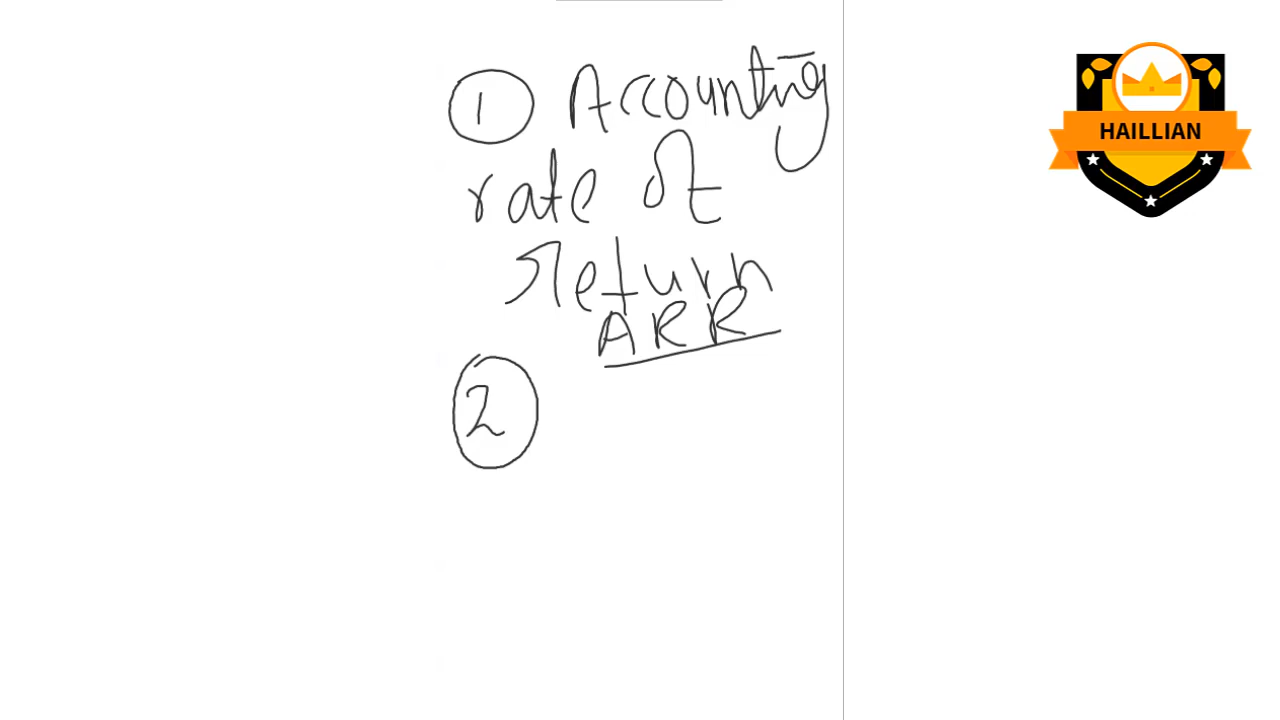 1 Accounting
rate of
return
ARR
2
HAILLIAN